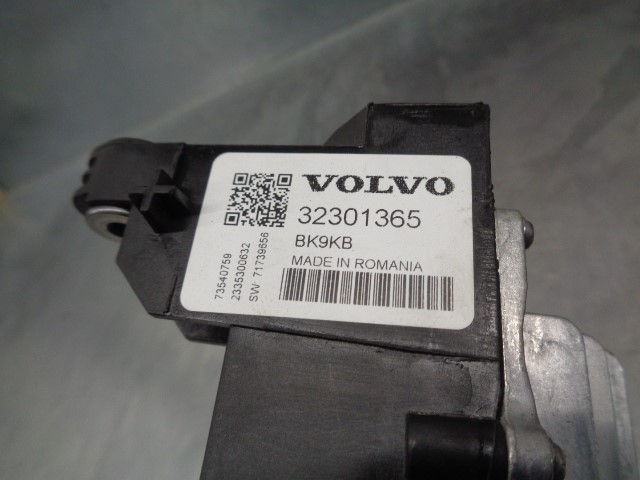 VOLVO
32301365
BK9KB
MADE IN ROMANIA
73540759
2335300632
SW: 71739656